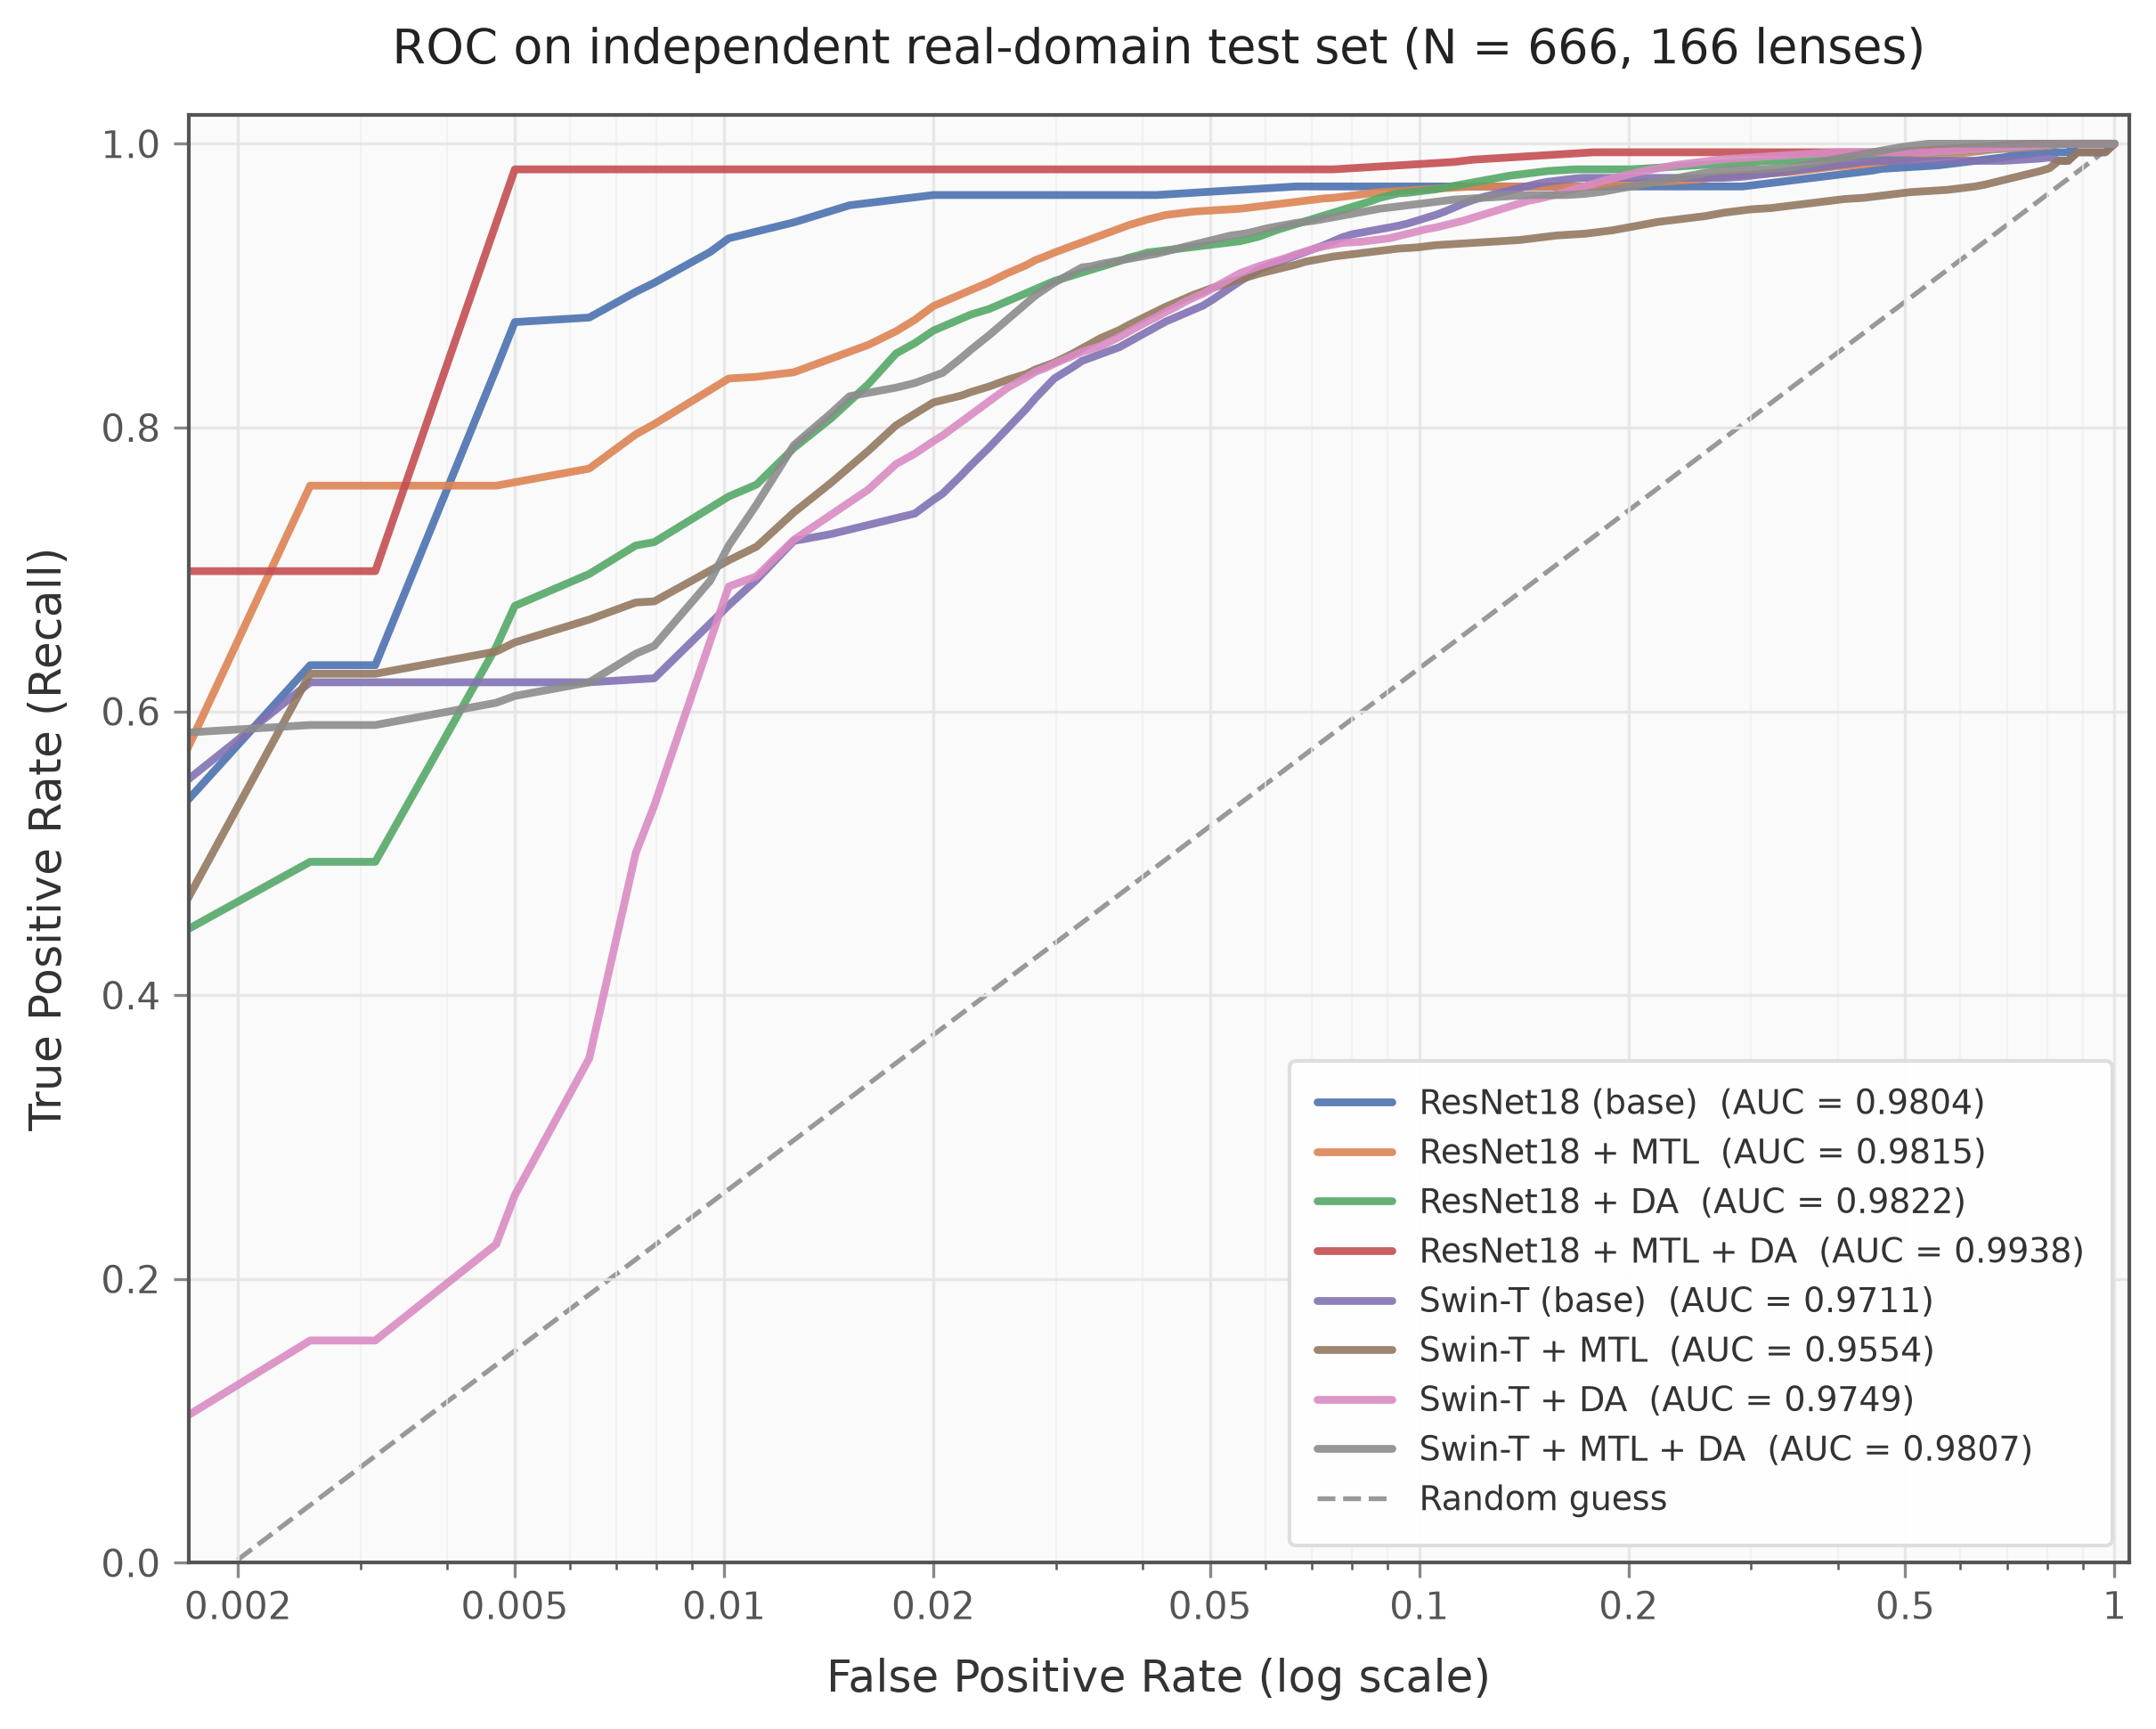 ROC on independent real-domain test set (N = 666, 166 lenses)
True Positive Rate (Recall)
1.0
0.8
0.6
0.4
0.2
0.0
ResNet18 (base)  (AUC = 0.9804)
ResNet18 + MTL  (AUC = 0.9815)
ResNet18 + DA  (AUC = 0.9822)
ResNet18 + MTL + DA  (AUC = 0.9938)
Swin-T (base)  (AUC = 0.9711)
Swin-T + MTL  (AUC = 0.9554)
Swin-T + DA  (AUC = 0.9749)
Swin-T + MTL + DA  (AUC = 0.9807)
Random guess
0.002 0.005 0.01 0.02 0.05 0.1 0.2 0.5 1
False Positive Rate (log scale)